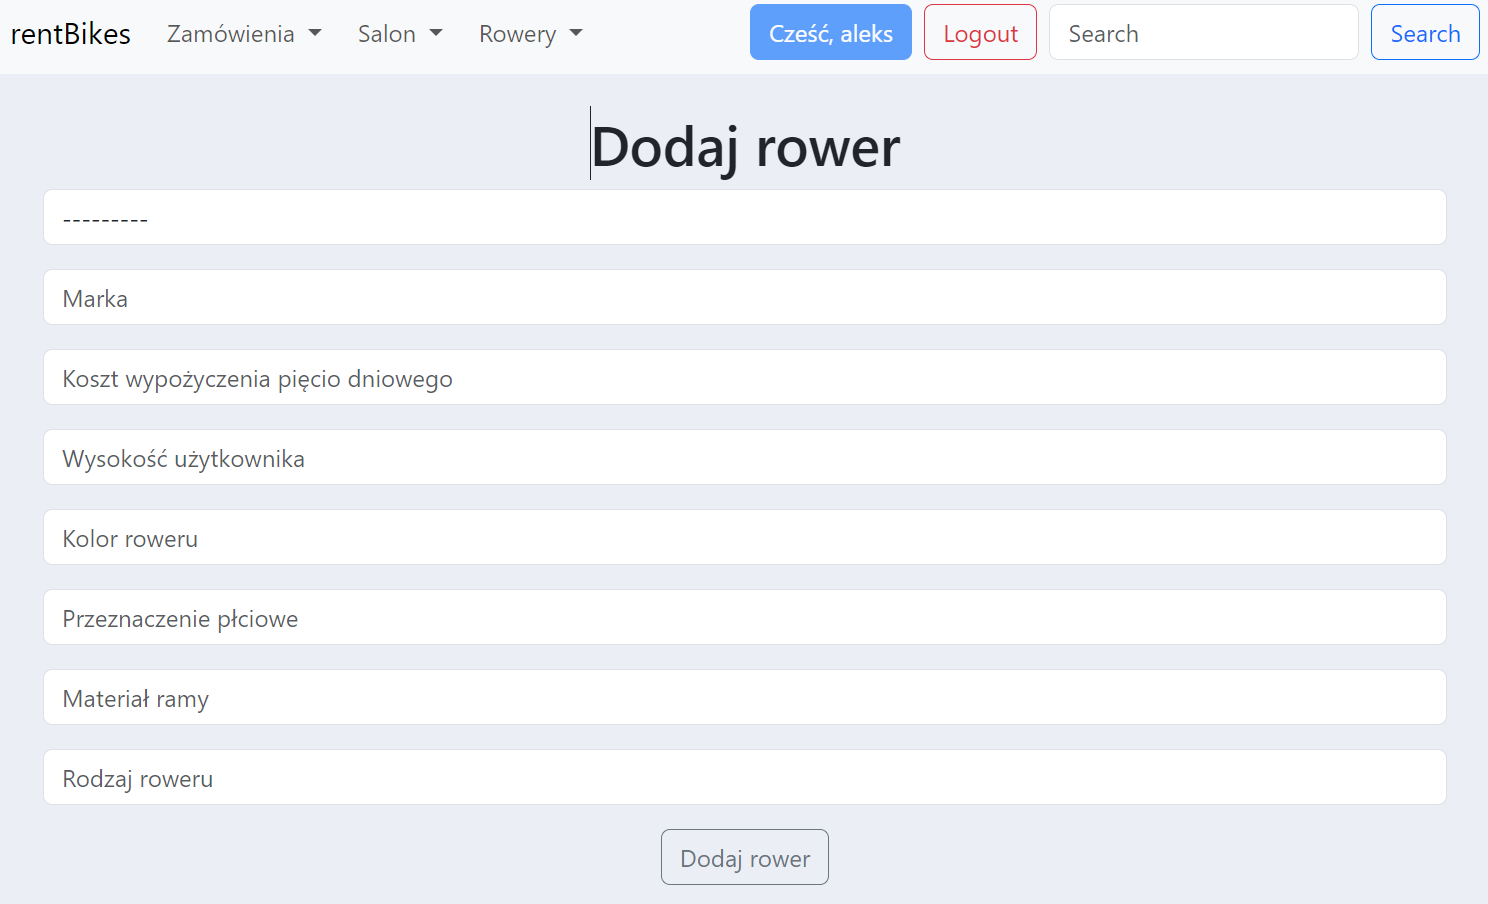 rentBikes Zamówienia Salon Rowery Cześć, aleks Logout Search Search
Dodaj rower
---------
Marka
Koszt wypożyczenia pięcio dniowego
Wysokość użytkownika
Kolor roweru
Przeznaczenie płciowe
Materiał ramy
Rodzaj roweru
Dodaj rower